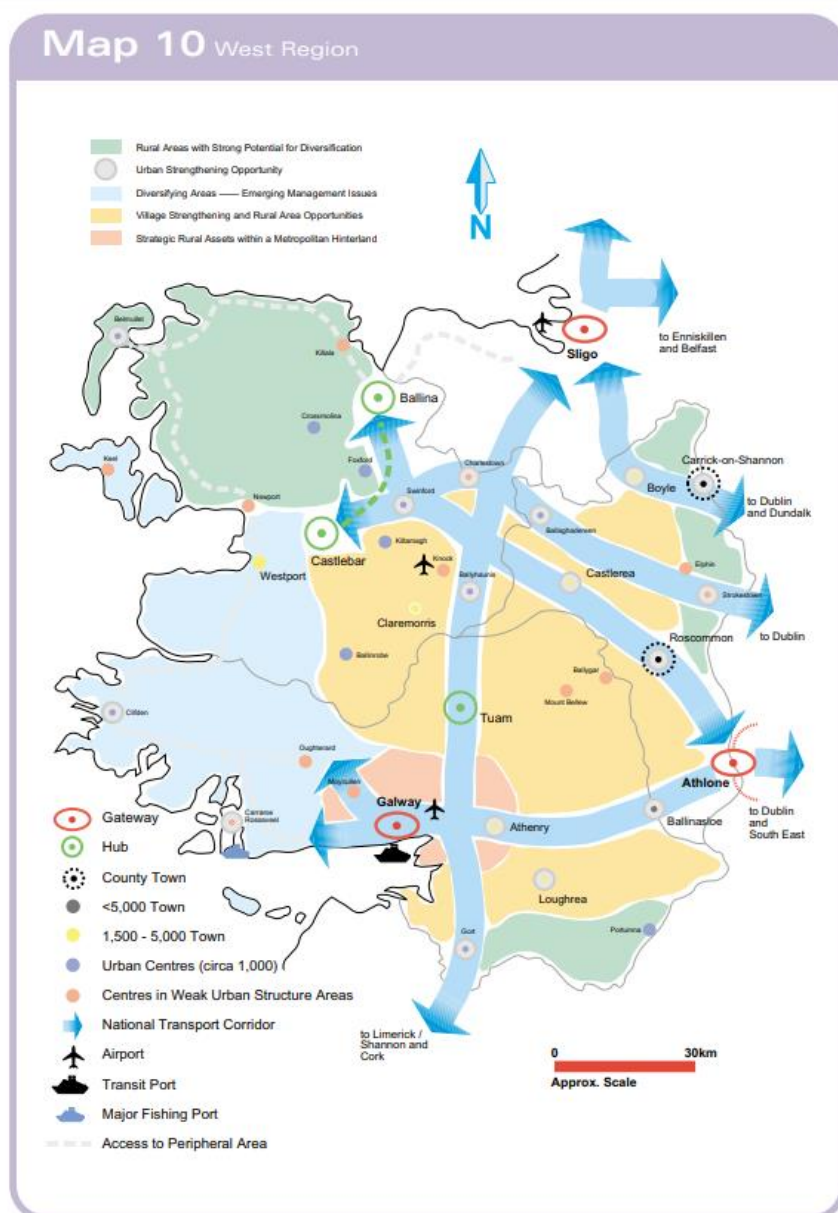 Map 10 West Region
Rural Areas with Strong Potential for Diversification
Urban Strengthening Opportunity
Diversifying Areas —— Emerging Management Issues
Village Strengthening and Rural Area Opportunities
Strategic Rural Assets within a Metropolitan Hinterland
N
Belmullet
Killala
Sligo
to Enniskillen
and Belfast
Ballina
Crossmolina
Keel
Foxford
Charlestown
Carrick-on-Shannon
Boyle
Newport
Swinford
to Dublin
and Dundalk
Ballaghadereen
Castlebar
Kiltamagh
Knock
Westport
Ballyhaunis
Castlerea
Elphin
Strokestown
Claremorris
Roscommon
to Dublin
Ballinrobe
Ballygar
Mount Bellew
Clifden
Tuam
Oughterard
Moycullen
Athlone
Galway
Carraroe
Rossaveel
Athenry
Ballinasloe
to Dublin
and
South East
Loughrea
Gort
Portumna
Gateway
Hub
County Town
<5,000 Town
1,500 - 5,000 Town
Urban Centres (circa 1,000)
Centres in Weak Urban Structure Areas
National Transport Corridor
Airport
Transit Port
Major Fishing Port
Access to Peripheral Area
to Limerick /
Shannon and
Cork
0 30km
Approx. Scale